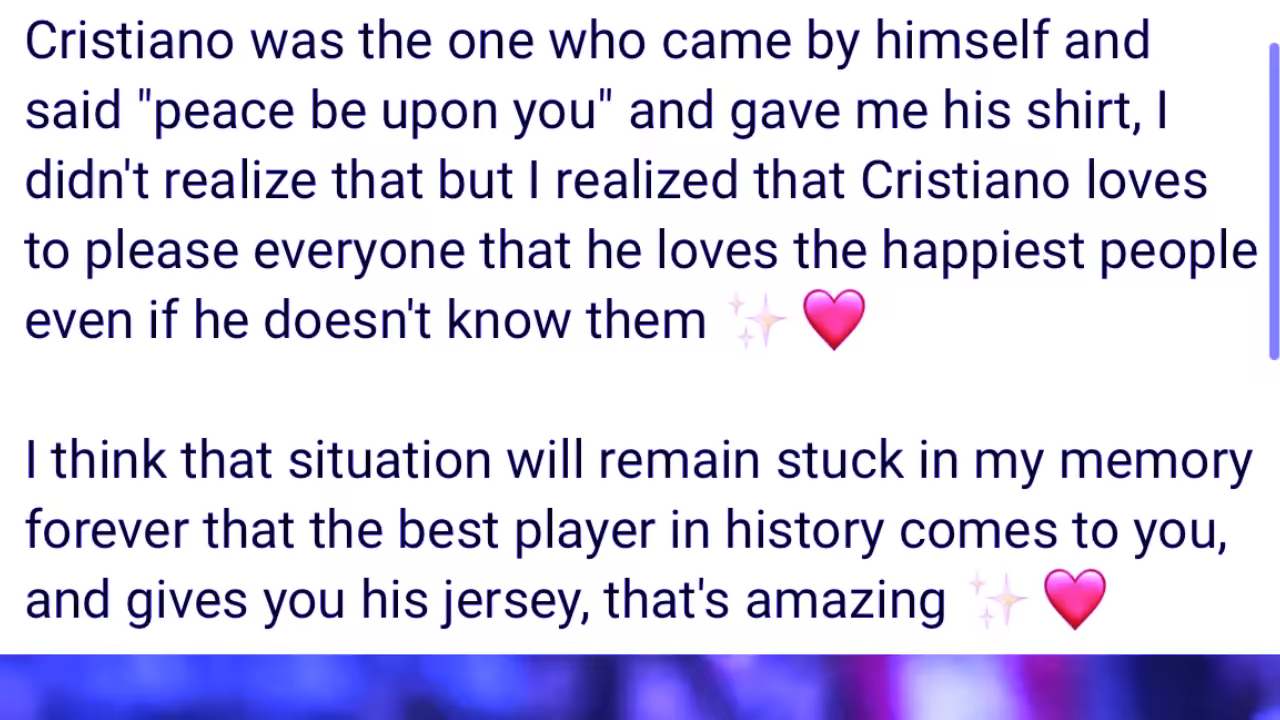 Cristiano was the one who came by himself and
said "peace be upon you" and gave me his shirt, I
didn't realize that but I realized that Cristiano loves
to please everyone that he loves the happiest people
even if he doesn't know them ✨ 💗
I think that situation will remain stuck in my memory
forever that the best player in history comes to you,
and gives you his jersey, that's amazing ✨ 💗